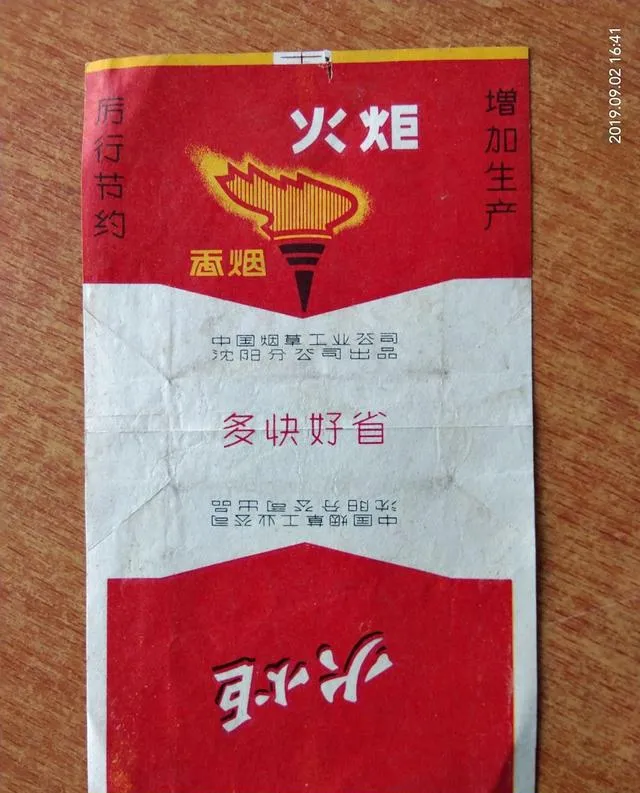 2019.09.02 16:41
火炬
厉行节约
增加生产
香烟
中国烟草工业公司
沈阳分公司出品
多快好省
中国烟草工业公司
沈阳分公司出品
火炬